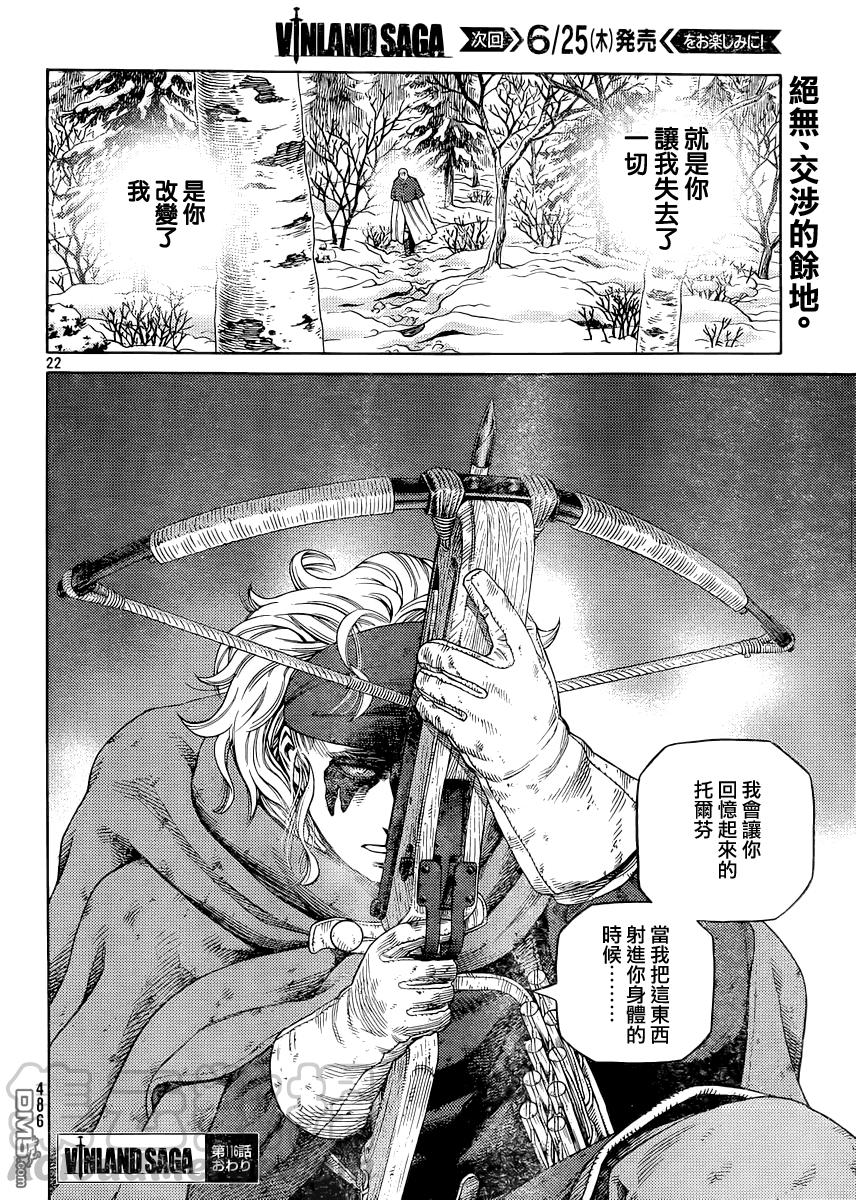 VINLAND SAGA
次回 6/25(木)発売
をお楽しみに!
絕無、交涉的餘地。
就是你
讓我失去了
一切
是你
改變了
我
22
我會讓你
回憶起來的
托爾芬
當我把這東西
射進你身體的
時候………
486
VINLAND SAGA
第116話
おわり